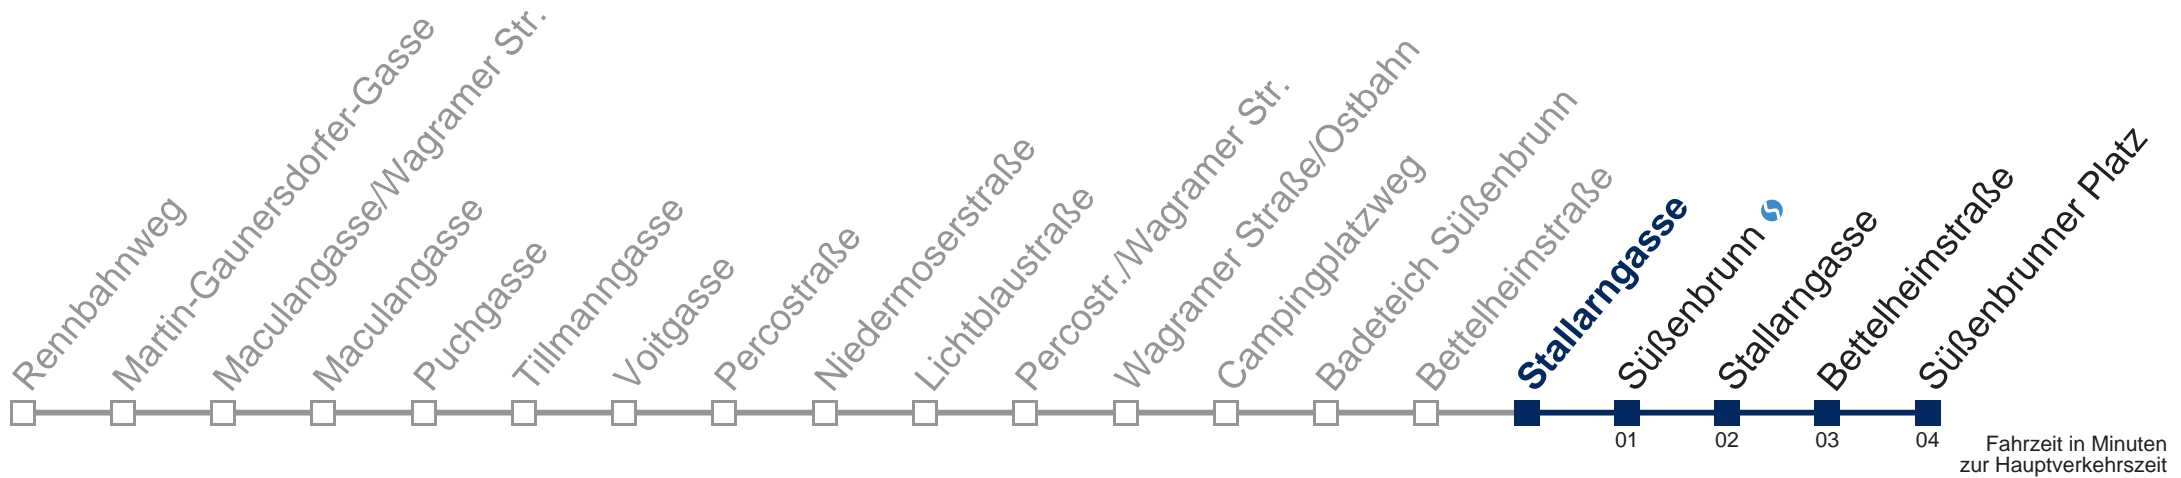 Rennbahnweg
Martin-Gaunersdorfer-Gasse
Maculangasse/Wagramer Str.
Maculangasse
Puchgasse
Tillmanngasse
Voitgasse
Percostraße
Niedermoserstraße
Lichtblaustraße
Percostr./Wagramer Str.
Wagramer Straße/Ostbahn
Campingplatzweg
Badeteich Süßenbrunn
Bettelheimstraße
Stallarngasse
Süßenbrunn
Stallarngasse
Bettelheimstraße
Süßenbrunner Platz
01
02
03
04
Fahrzeit in Minuten
zur Hauptverkehrszeit